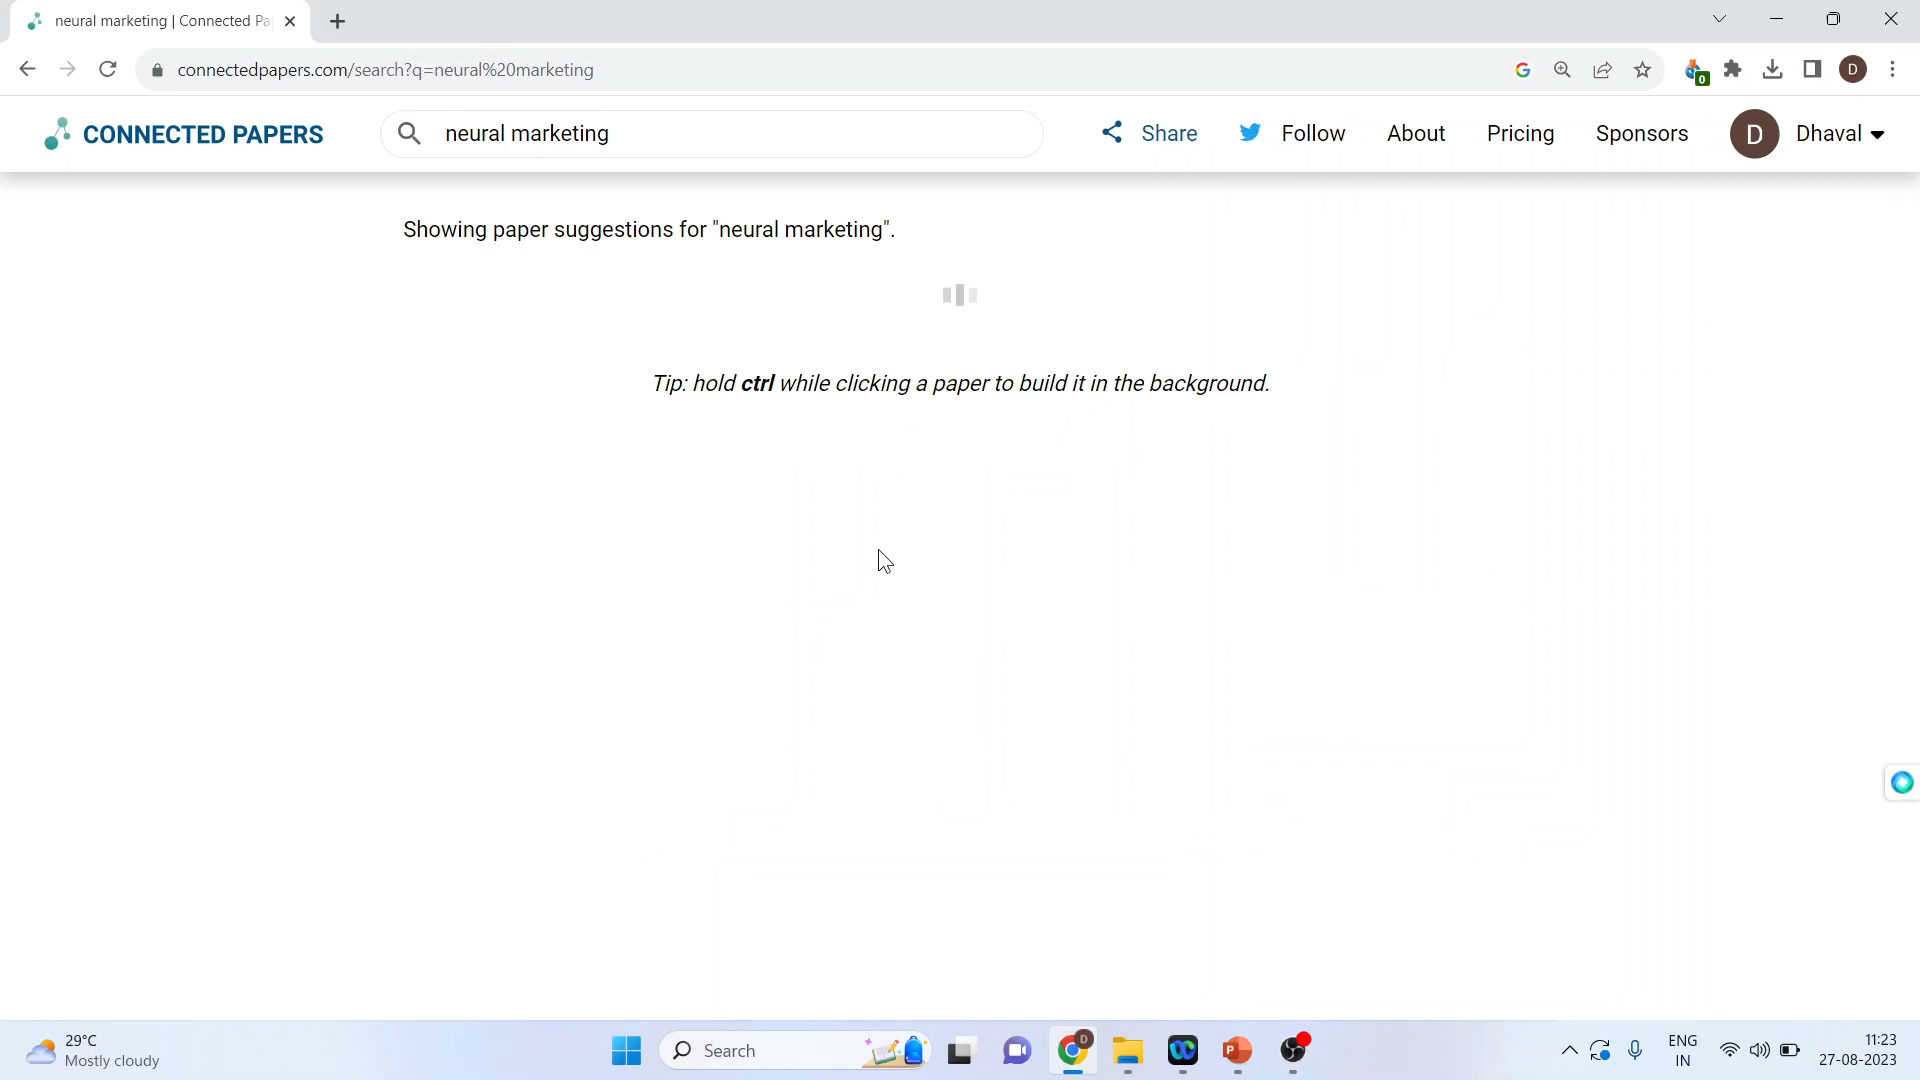 neural marketing | Connected Pa
connectedpapers.com/search?q=neural%20marketing
0
D
CONNECTED PAPERS
neural marketing
Share
Follow
About
Pricing
Sponsors
D
Dhaval
Showing paper suggestions for "neural marketing".
Tip: hold ctrl while clicking a paper to build it in the background.
29°C
Mostly cloudy
Search
D
P
ENG
IN
11:23
27-08-2023